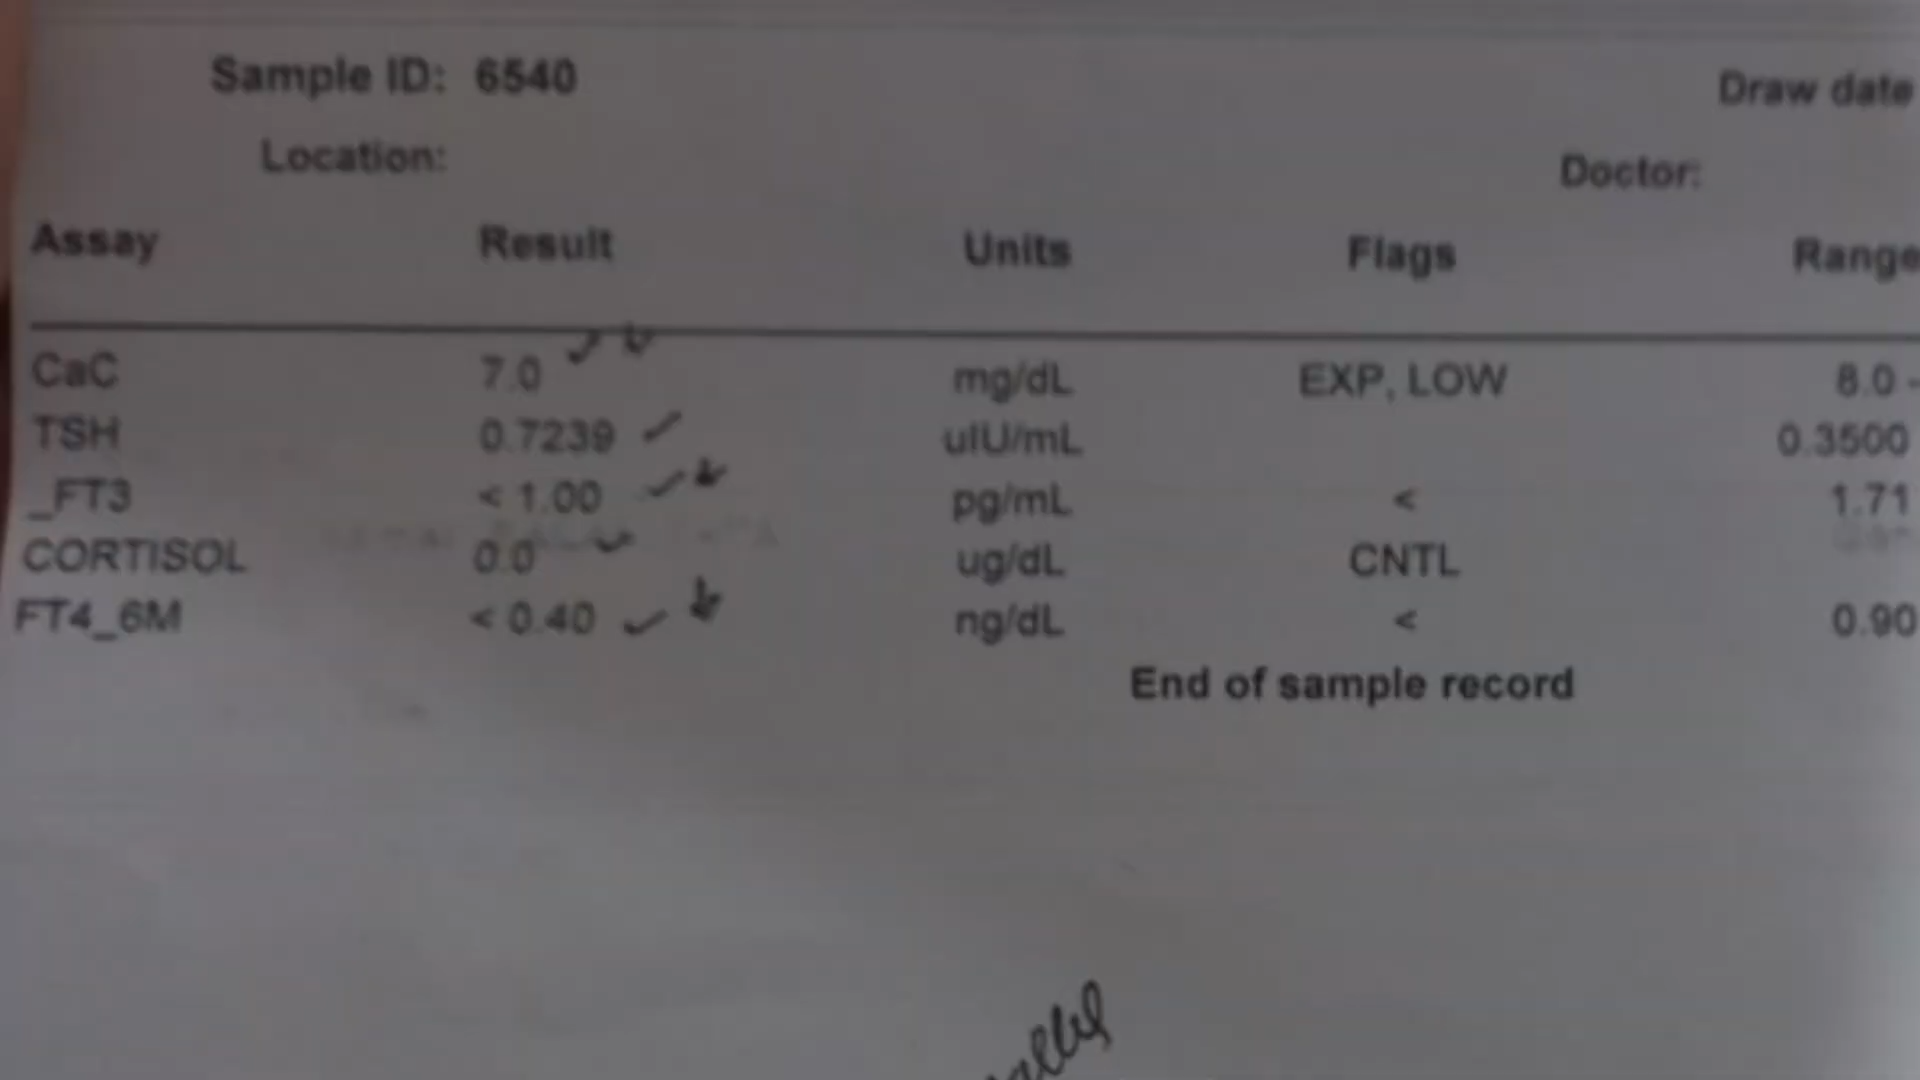 Sample ID: 6540 Draw date
Location: Doctor:
Assay Result Units Flags Range
CaC 7.0 mg/dL EXP, LOW 8.0 -
TSH 0.7239 uIU/mL 0.3500
_FT3 < 1.00 pg/mL < 1.71
CORTISOL 0.0 ug/dL CNTL
FT4_6M < 0.40 ng/dL < 0.90
End of sample record